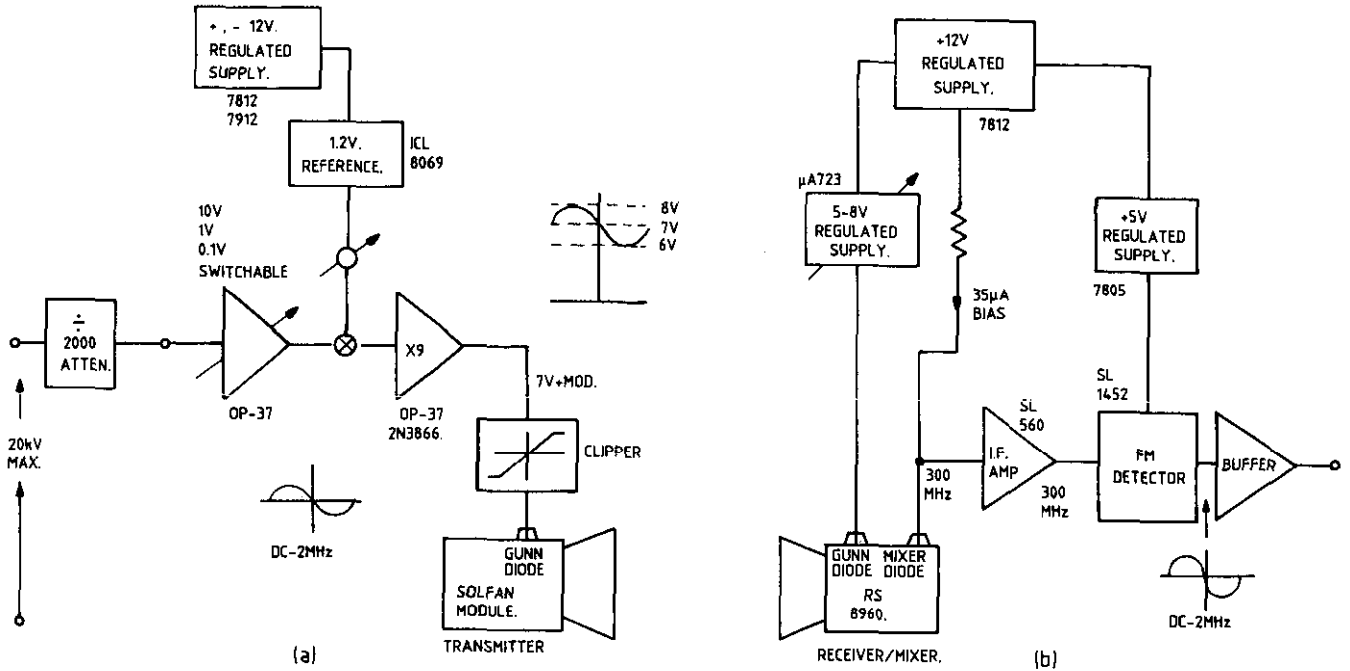 + , - 12V.
REGULATED
SUPPLY.
7812
7912
1.2V.
REFERENCE.
ICL
8069
10V
1V
0.1V
SWITCHABLE
8V
7V
6V
÷
2000
ATTEN.
X9
OP-37
OP-37
2N3866.
7V+MOD.
CLIPPER
20kV
MAX.
DC-2MHz
GUNN
DIODE
SOLFAN
MODULE.
TRANSMITTER
(a)
+12V
REGULATED
SUPPLY.
7812
µA723
5-8V
REGULATED
SUPPLY.
35µA
BIAS
+5V
REGULATED
SUPPLY.
7805
SL
560
SL
1452
I.F.
AMP
300
MHz
300
MHz
FM
DETECTOR
BUFFER
GUNN
DIODE
MIXER
DIODE
RS
8960.
DC-2MHz
RECEIVER/MIXER.
(b)